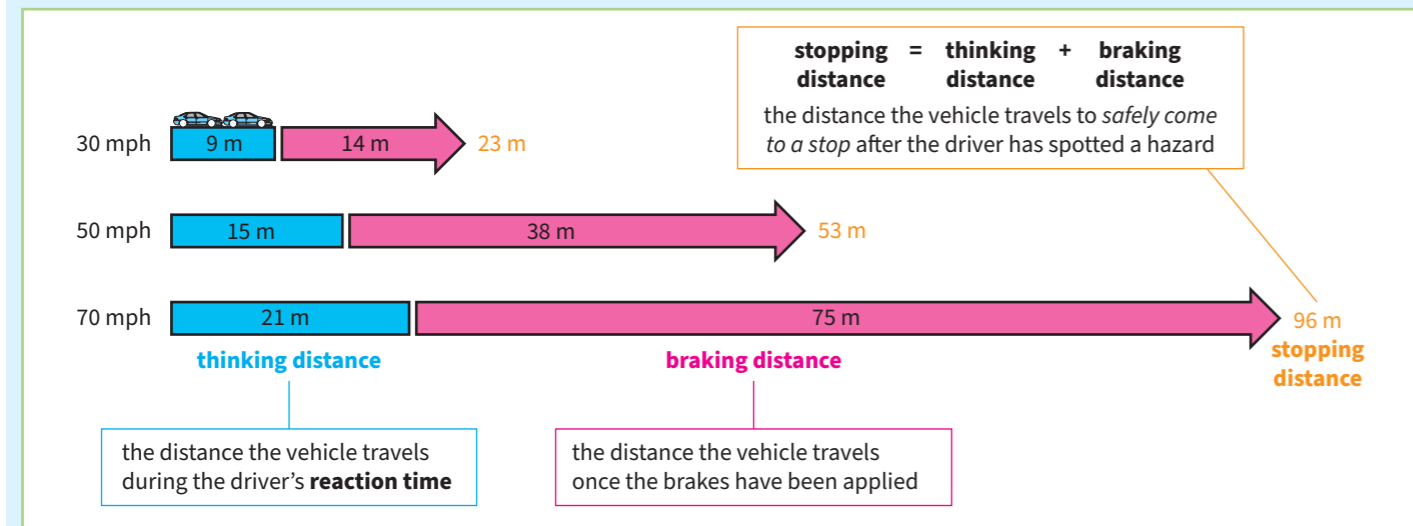 stopping = thinking + braking
distance distance distance
the distance the vehicle travels to safely come
to a stop after the driver has spotted a hazard
30 mph 9 m 14 m 23 m
50 mph 15 m 38 m 53 m
70 mph 21 m 75 m 96 m
thinking distance braking distance stopping
distance
the distance the vehicle travels
during the driver's reaction time
the distance the vehicle travels
once the brakes have been applied